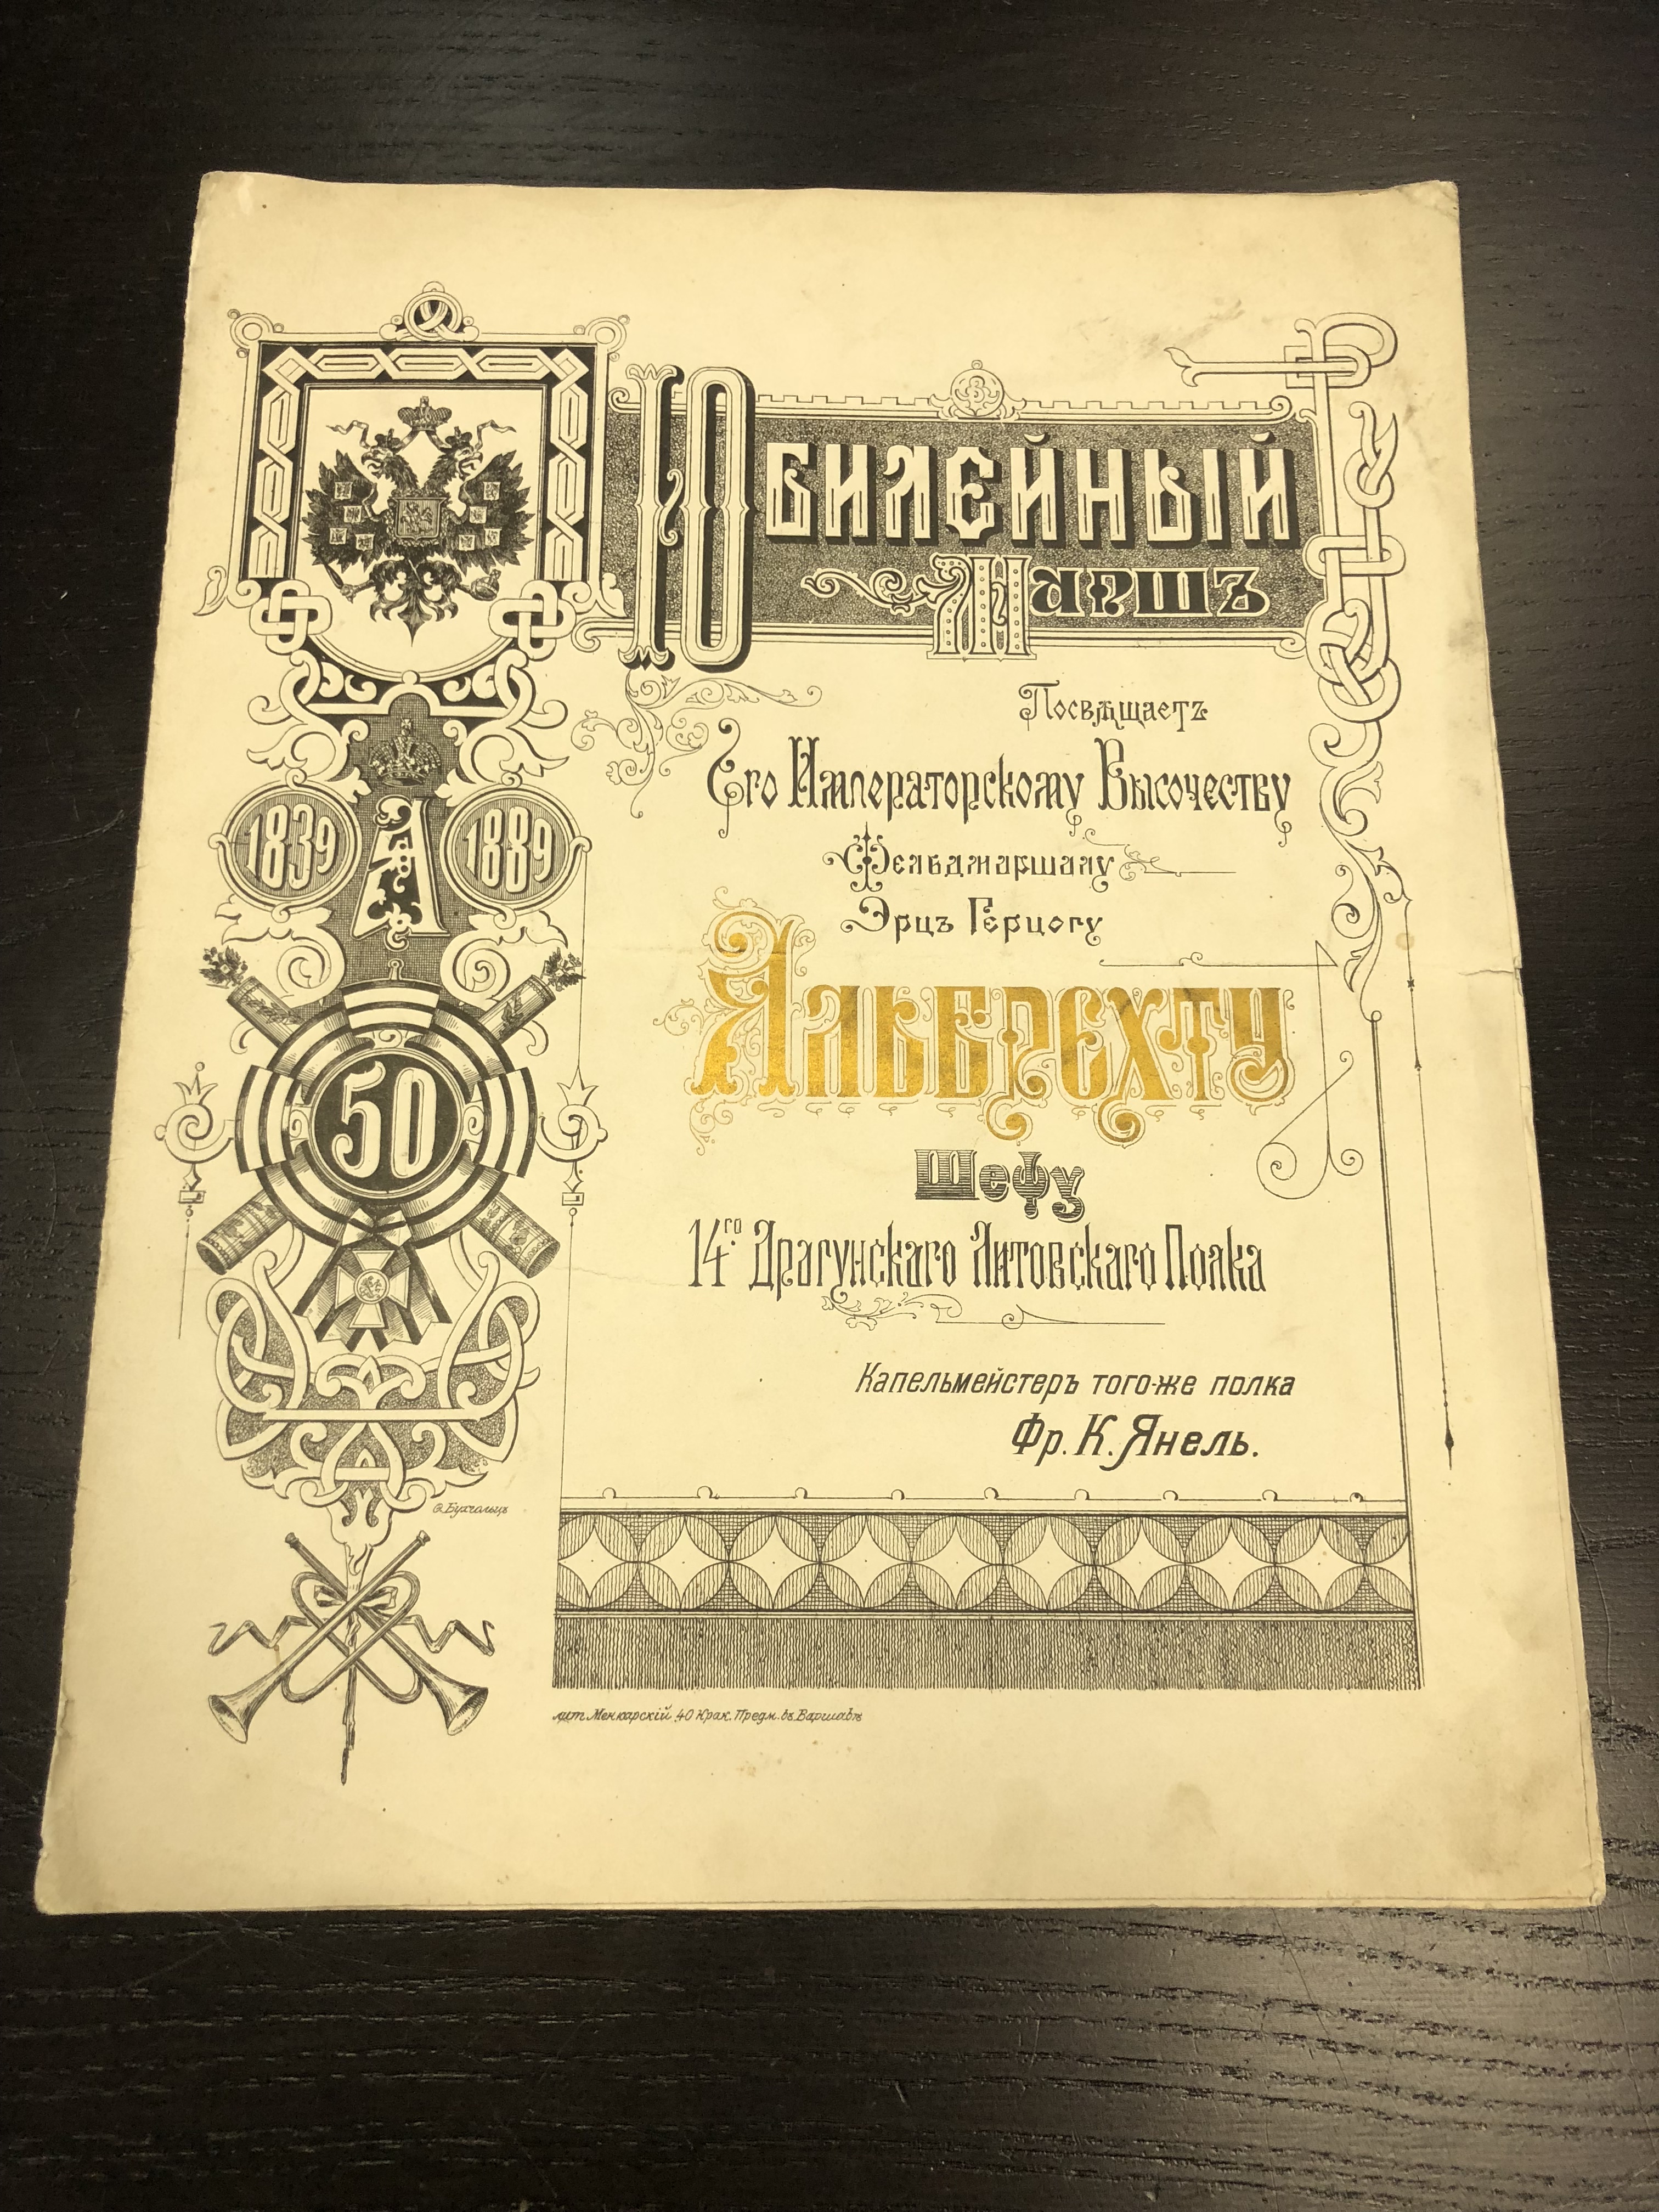 Юбилейный
Маршъ
Посвящаетъ
Его Императорскому Высочеству
Фельдмаршалу
Эрцъ Герцогу
Альбрехту
Шефу
14го Драгунскаго Литовскаго Полка
Капельмейстеръ того-же полка
Фр. К. Янель.
1839
А
1889
50
лит. Менкарскій 40 Крак. Предм. въ Варшавѣ